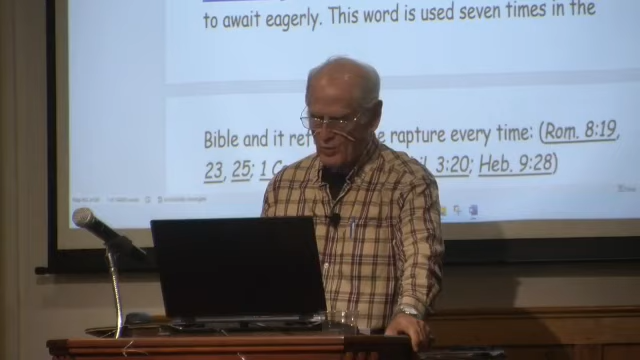 to await eagerly. This word is used seven times in the
Bible and it rapture every time: (Rom. 8:19,
23, 25; 1 3:20; Heb. 9:28)